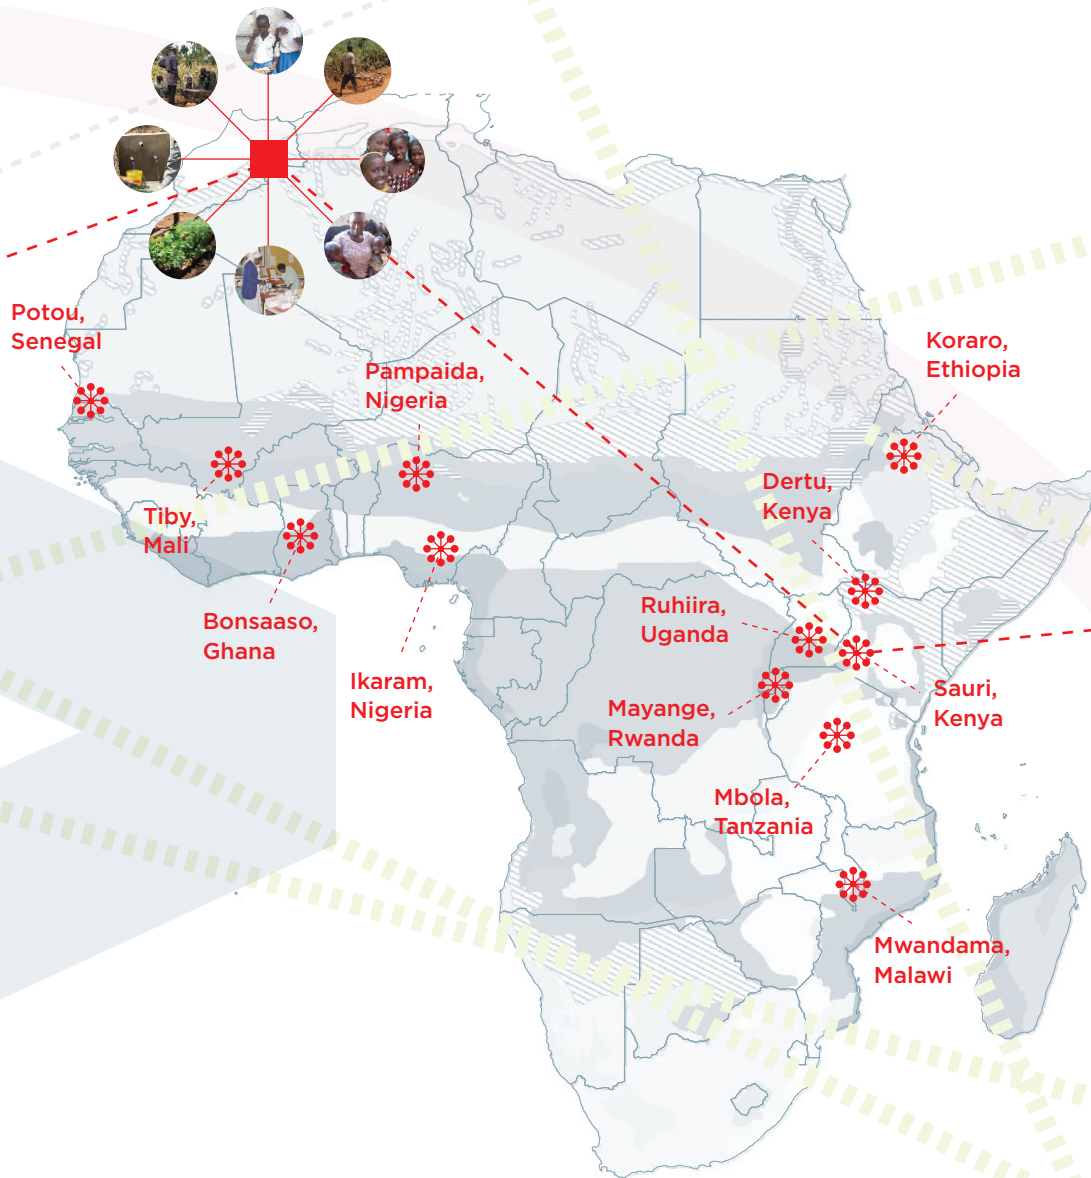 Potou,
Senegal
Pampaida,
Nigeria
Koraro,
Ethiopia
Tiby,
Mali
Dertu,
Kenya
Bonsaaso,
Ghana
Ruhiira,
Uganda
Ikaram,
Nigeria
Sauri,
Kenya
Mayange,
Rwanda
Mbola,
Tanzania
Mwandama,
Malawi